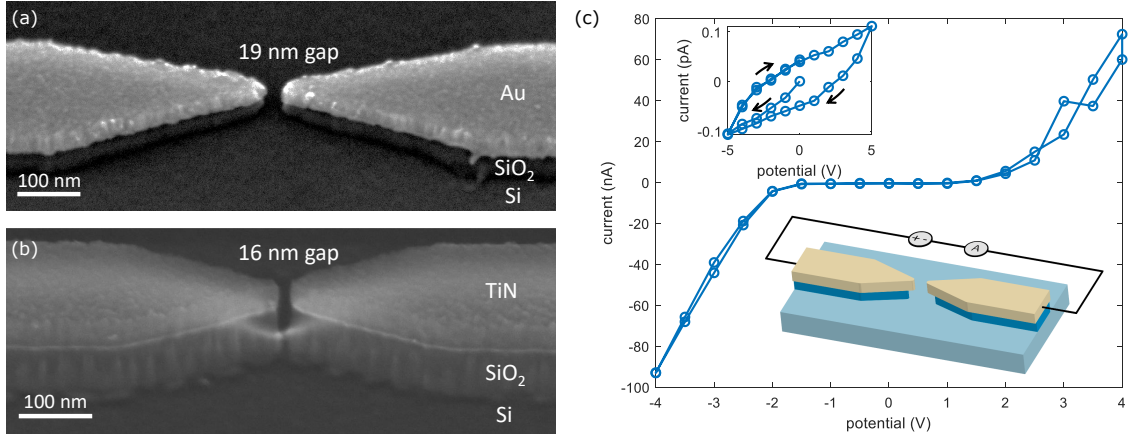 (a)
19 nm gap
Au
SiO₂
Si
100 nm
(b)
16 nm gap
TiN
SiO₂
Si
100 nm
(c)
80
60
40
20
0
-20
-40
-60
-80
-100
current (nA)
-4
-3
-2
-1
0
1
2
3
4
potential (V)
0.1
0
-0.1
current (pA)
-5
0
5
potential (V)
+ -
A